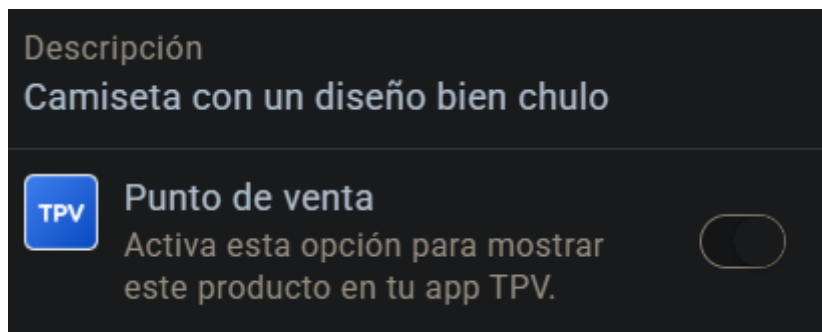 Descripción
Camiseta con un diseño bien chulo
TPV
Punto de venta
Activa esta opción para mostrar
este producto en tu app TPV.